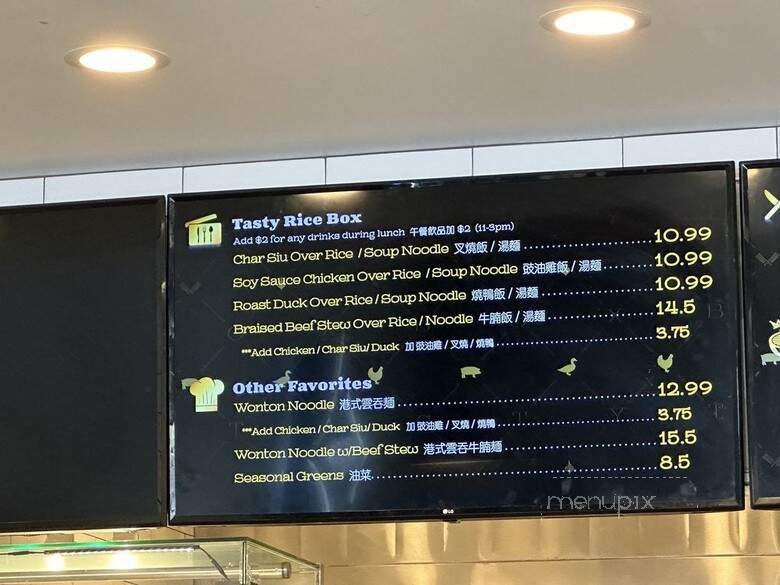 Tasty Rice Box
Add $2 for any drinks during lunch 午餐飲品加 $2 (11-3pm)
Char Siu Over Rice / Soup Noodle 叉燒飯 / 湯麵 10.99
Soy Sauce Chicken Over Rice / Soup Noodle 豉油雞飯 / 湯麵 10.99
Roast Duck Over Rice / Soup Noodle 燒鴨飯 / 湯麵 10.99
Braised Beef Stew Over Rice / Noodle 牛腩飯 / 湯麵 14.5
***Add Chicken / Char Siu/ Duck 加 豉油雞 / 叉燒 / 燒鴨 3.75
Other Favorites
Wonton Noodle 港式雲吞麵 12.99
***Add Chicken / Char Siu / Duck 加 豉油雞 / 叉燒 / 燒鴨 3.75
Wonton Noodle w/Beef Stew 港式雲吞牛腩麵 15.5
Seasonal Greens 油菜 8.5
LG
menupix